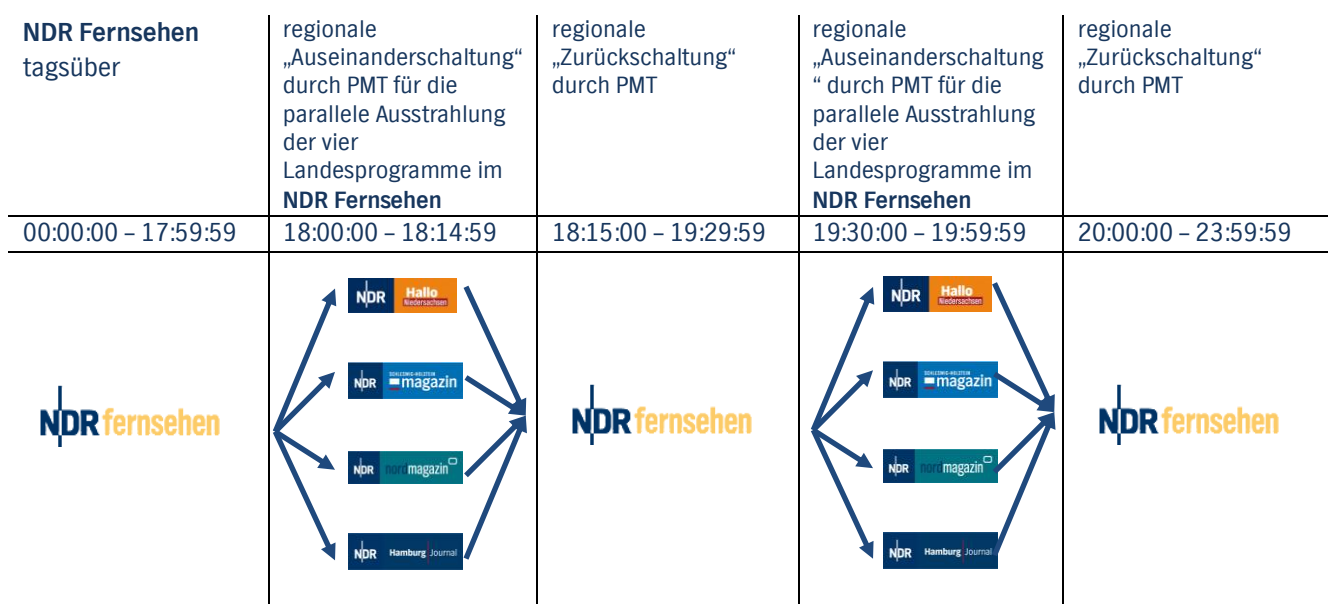 NDR Fernsehen
tagsüber
regionale
„Auseinanderschaltung“
durch PMT für die
parallele Ausstrahlung
der vier
Landesprogramme im
NDR Fernsehen
regionale
„Zurückschaltung“
durch PMT
regionale
„Auseinanderschaltung
“ durch PMT für die
parallele Ausstrahlung
der vier
Landesprogramme im
NDR Fernsehen
regionale
„Zurückschaltung“
durch PMT
00:00:00 – 17:59:59
18:00:00 – 18:14:59
18:15:00 – 19:29:59
19:30:00 – 19:59:59
20:00:00 – 23:59:59
NDR fernsehen
NDR Hallo
Niedersachsen
SCHLESWIG-HOLSTEIN
NDR magazin
NDR nordmagazin
NDR Hamburg Journal
NDR fernsehen
NDR Hallo
Niedersachsen
SCHLESWIG-HOLSTEIN
NDR magazin
NDR nordmagazin
NDR Hamburg Journal
NDR fernsehen